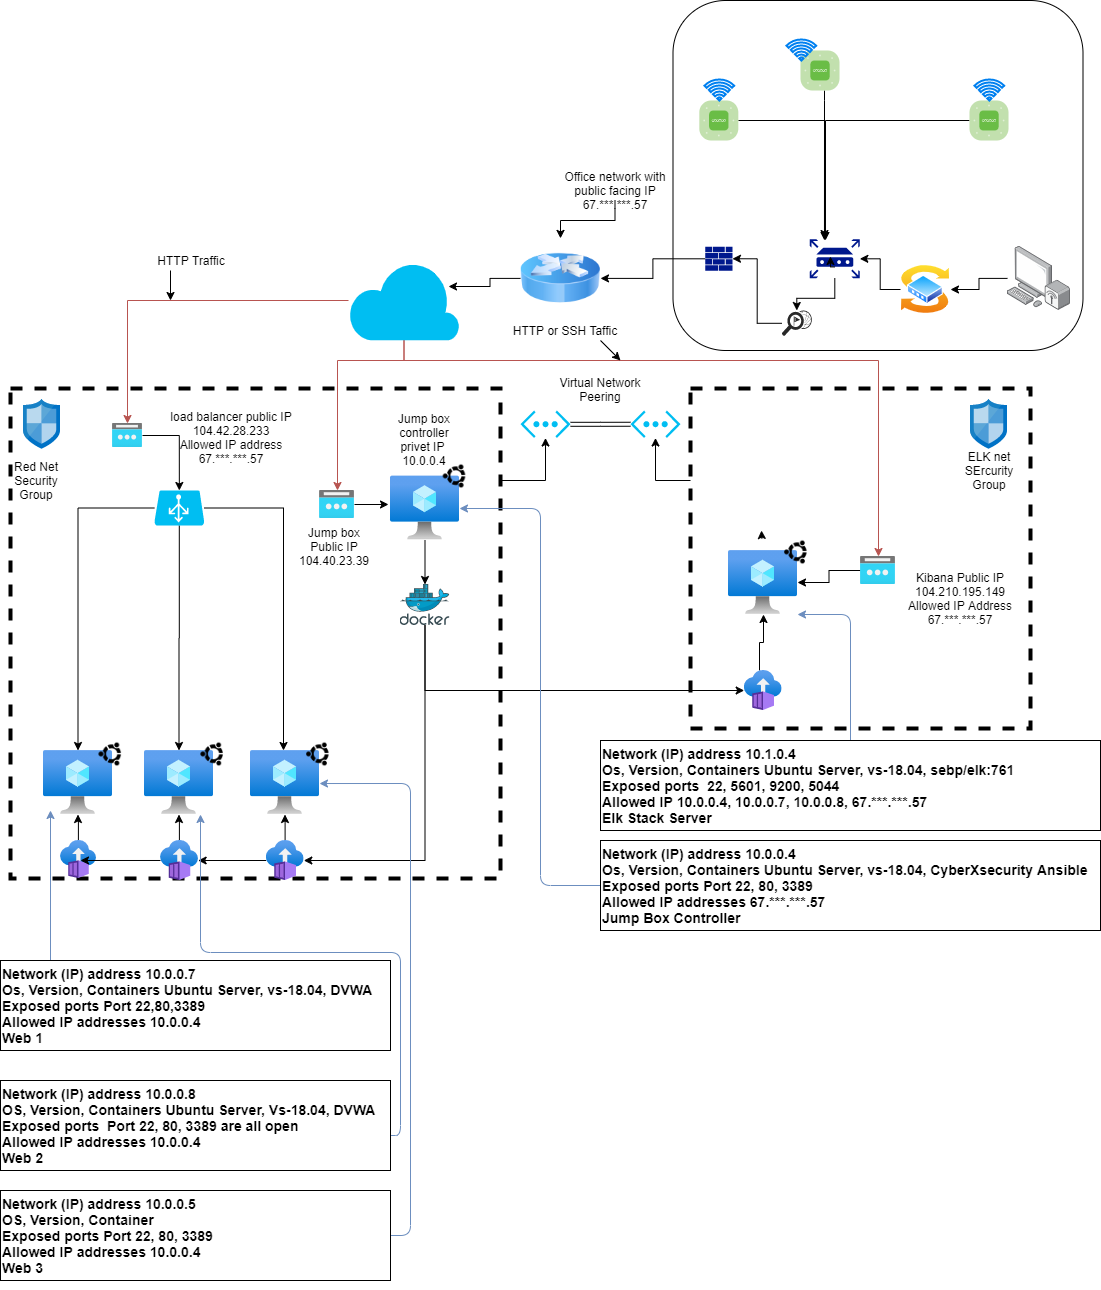 Office network with
public facing IP
67.***.***.57
HTTP Traffic
HTTP or SSH Taffic
Virtual Network
Peering
load balancer public IP
104.42.28.233
Allowed IP address
67.***.***.57
Jump box
controller
privet IP
10.0.0.4
Red Net
Security
Group
ELK net
SErcurity
Group
Jump box
Public IP
104.40.23.39
docker
Kibana Public IP
104.210.195.149
Allowed IP Address
67.***.***.57
Network (IP) address 10.1.0.4
Os, Version, Containers Ubuntu Server, vs-18.04, sebp/elk:761
Exposed ports  22, 5601, 9200, 5044
Allowed IP 10.0.0.4, 10.0.0.7, 10.0.0.8, 67.***.***.57
Elk Stack Server
Network (IP) address 10.0.0.4
Os, Version, Containers Ubuntu Server, vs-18.04, CyberXsecurity Ansible
Exposed ports Port 22, 80, 3389
Allowed IP addresses 67.***.***.57
Jump Box Controller
Network (IP) address 10.0.0.7
Os, Version, Containers Ubuntu Server, vs-18.04, DVWA
Exposed ports Port 22,80,3389
Allowed IP addresses 10.0.0.4
Web 1
Network (IP) address 10.0.0.8
OS, Version, Containers Ubuntu Server, Vs-18.04, DVWA
Exposed ports  Port 22, 80, 3389 are all open
Allowed IP addresses 10.0.0.4
Web 2
Network (IP) address 10.0.0.5
OS, Version, Container
Exposed ports Port 22, 80, 3389
Allowed IP addresses 10.0.0.4
Web 3